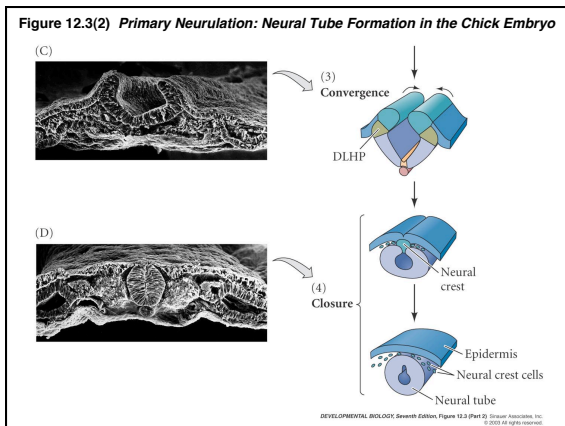 Figure 12.3(2) Primary Neurulation: Neural Tube Formation in the Chick Embryo
(C)
(3)
Convergence
DLHP
(D)
(4)
Closure
Neural
crest
Epidermis
Neural crest cells
Neural tube
DEVELOPMENTAL BIOLOGY, Seventh Edition, Figure 12.3 (Part 2) Sinauer Associates, Inc.
© 2003 All rights reserved.